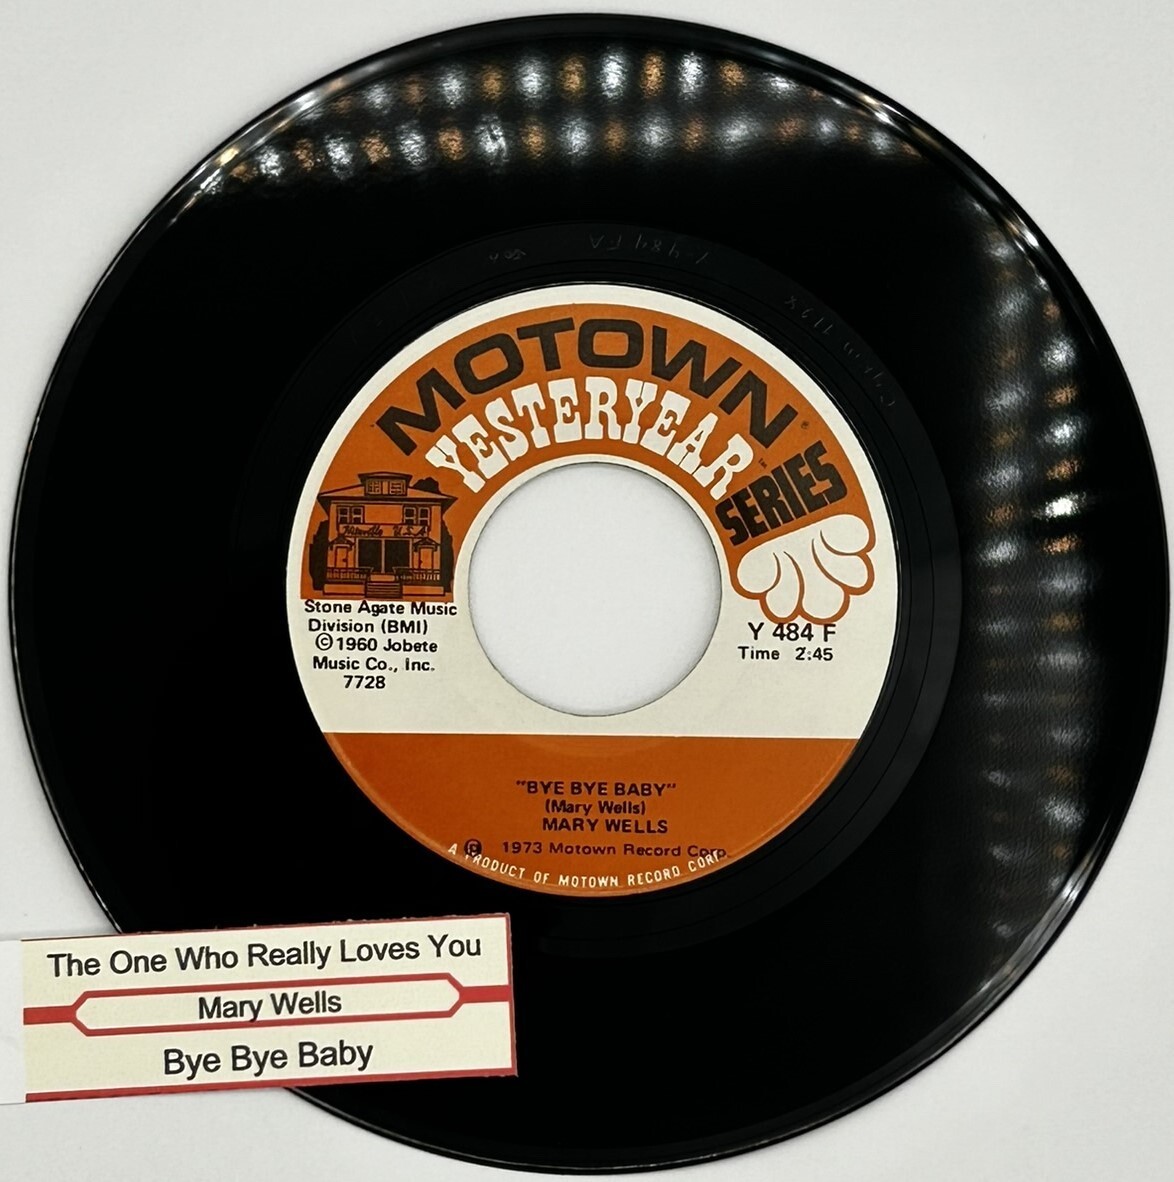 MOTOWN®
YESTERYEAR™
SERIES
Hitsville U.S.A.
Stone Agate Music
Division (BMI)
©1960 Jobete
Music Co., Inc.
7728
Y 484 F
Time 2:45
"BYE BYE BABY"
(Mary Wells)
MARY WELLS
℗ 1973 Motown Record Corp.
A PRODUCT OF MOTOWN RECORD CORP.
The One Who Really Loves You
Mary Wells
Bye Bye Baby